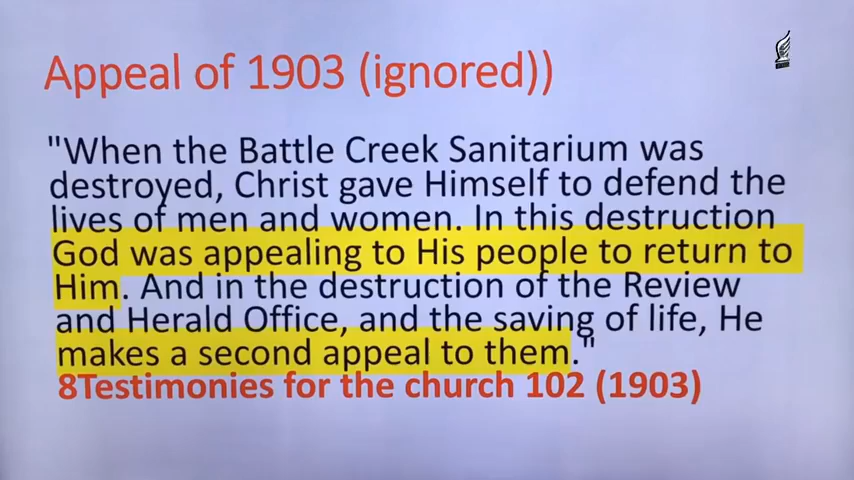 Appeal of 1903 (ignored))
"When the Battle Creek Sanitarium was
destroyed, Christ gave Himself to defend the
lives of men and women. In this destruction
God was appealing to His people to return to
Him. And in the destruction of the Review
and Herald Office, and the saving of life, He
makes a second appeal to them."
8Testimonies for the church 102 (1903)